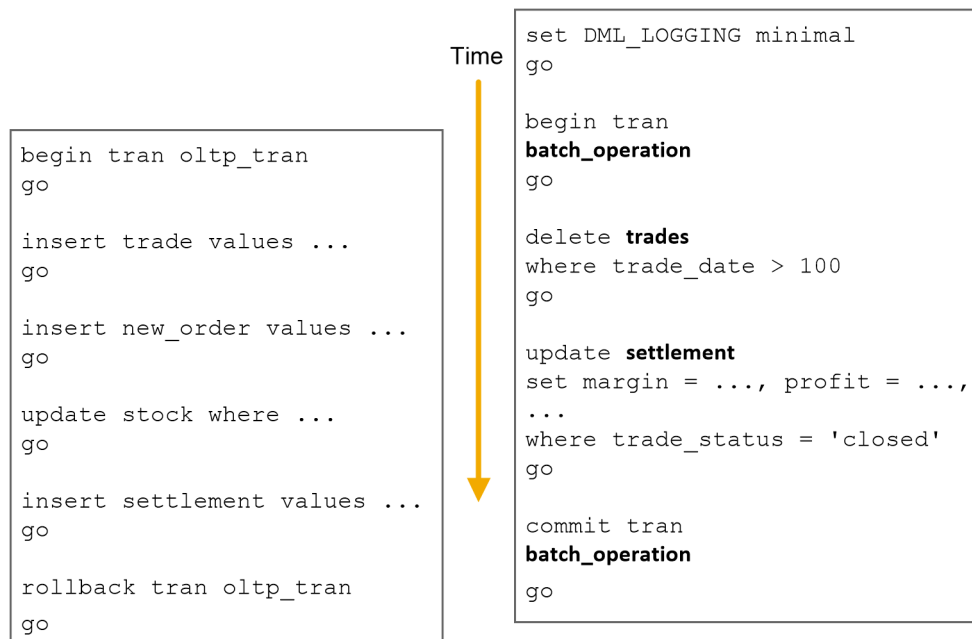 Time
begin tran oltp_tran
go
insert trade values ...
go
insert new_order values ...
go
update stock where ...
go
insert settlement values ...
go
rollback tran oltp_tran
go
set DML_LOGGING minimal
go
begin tran
batch_operation
go
delete trades
where trade_date > 100
go
update settlement
set margin = ..., profit = ...,
...
where trade_status = 'closed'
go
commit tran
batch_operation
go